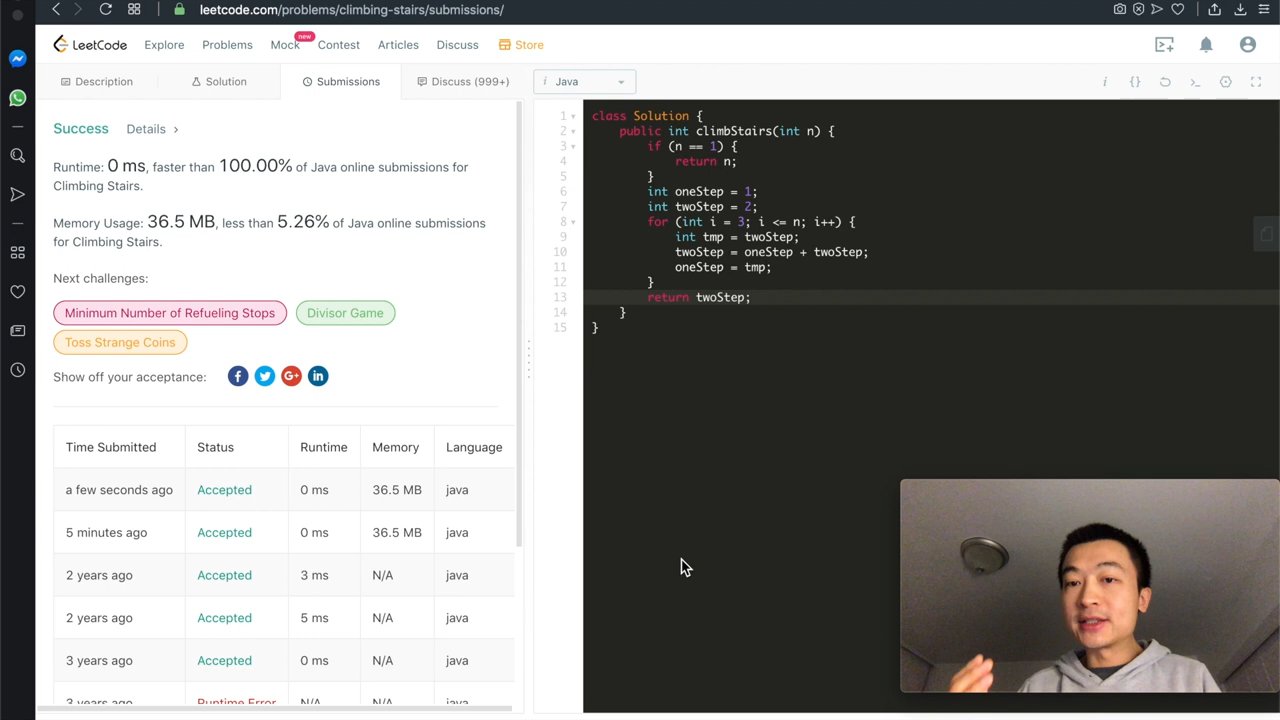 leetcode.com/problems/climbing-stairs/submissions/
LeetCode
Explore
Problems
Mock
new
Contest
Articles
Discuss
Store
Description
Solution
Submissions
Discuss (999+)
i Java
Success
Details >
Runtime: 0 ms, faster than 100.00% of Java online submissions for
Climbing Stairs.
Memory Usage: 36.5 MB, less than 5.26% of Java online submissions
for Climbing Stairs.
Next challenges:
Minimum Number of Refueling Stops
Divisor Game
Toss Strange Coins
Show off your acceptance:
Time Submitted Status Runtime Memory Language
a few seconds ago Accepted 0 ms 36.5 MB java
5 minutes ago Accepted 0 ms 36.5 MB java
2 years ago Accepted 3 ms N/A java
2 years ago Accepted 5 ms N/A java
3 years ago Accepted 0 ms N/A java
3 years ago Runtime Error N/A N/A java
1 class Solution {
2 public int climbStairs(int n) {
3 if (n == 1) {
4 return n;
5 }
6 int oneStep = 1;
7 int twoStep = 2;
8 for (int i = 3; i <= n; i++) {
9 int tmp = twoStep;
10 twoStep = oneStep + twoStep;
11 oneStep = tmp;
12 }
13 return twoStep;
14 }
15 }